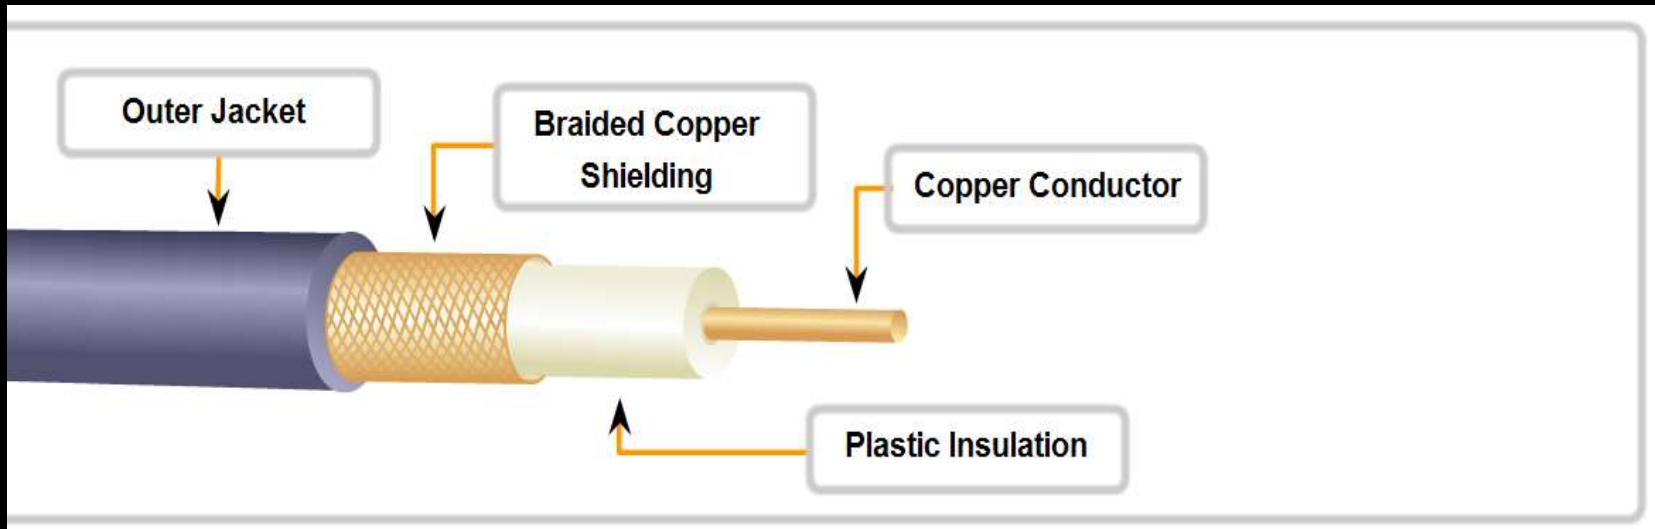 Outer Jacket
Braided Copper
Shielding
Copper Conductor
Plastic Insulation